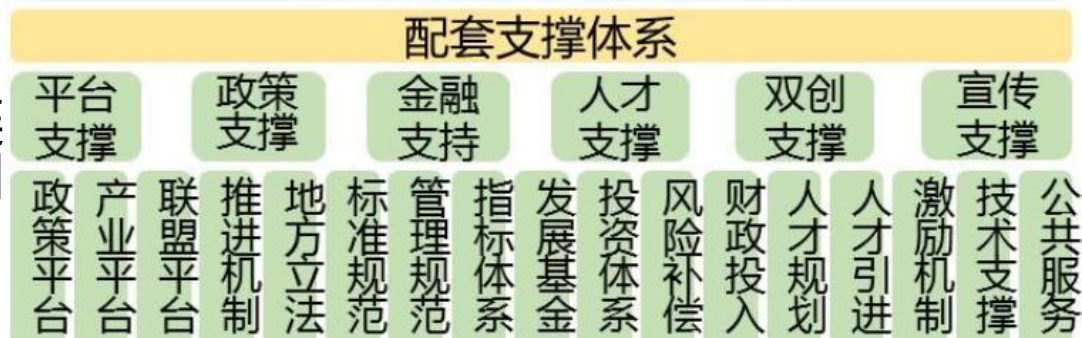 配套支撑体系
平台
支撑
政策
支撑
金融
支持
人才
支撑
双创
支撑
宣传
支撑
政策平台
产业平台
联盟平台
推进机制
地方立法
标准规范
管理规范
指标体系
发展基金
投资体系
风险补偿
财政投入
人才规划
人才引进
激励机制
技术支撑
公共服务